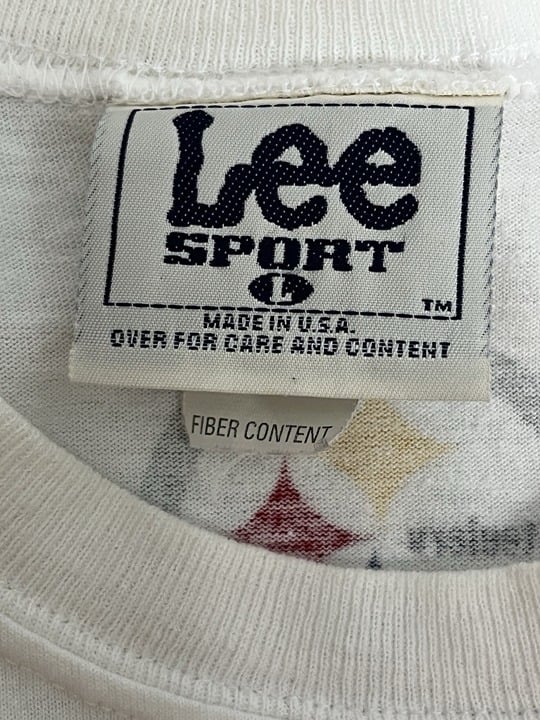 Lee
SPORT
L
TM
MADE IN U.S.A.
OVER FOR CARE AND CONTENT
FIBER CONTENT